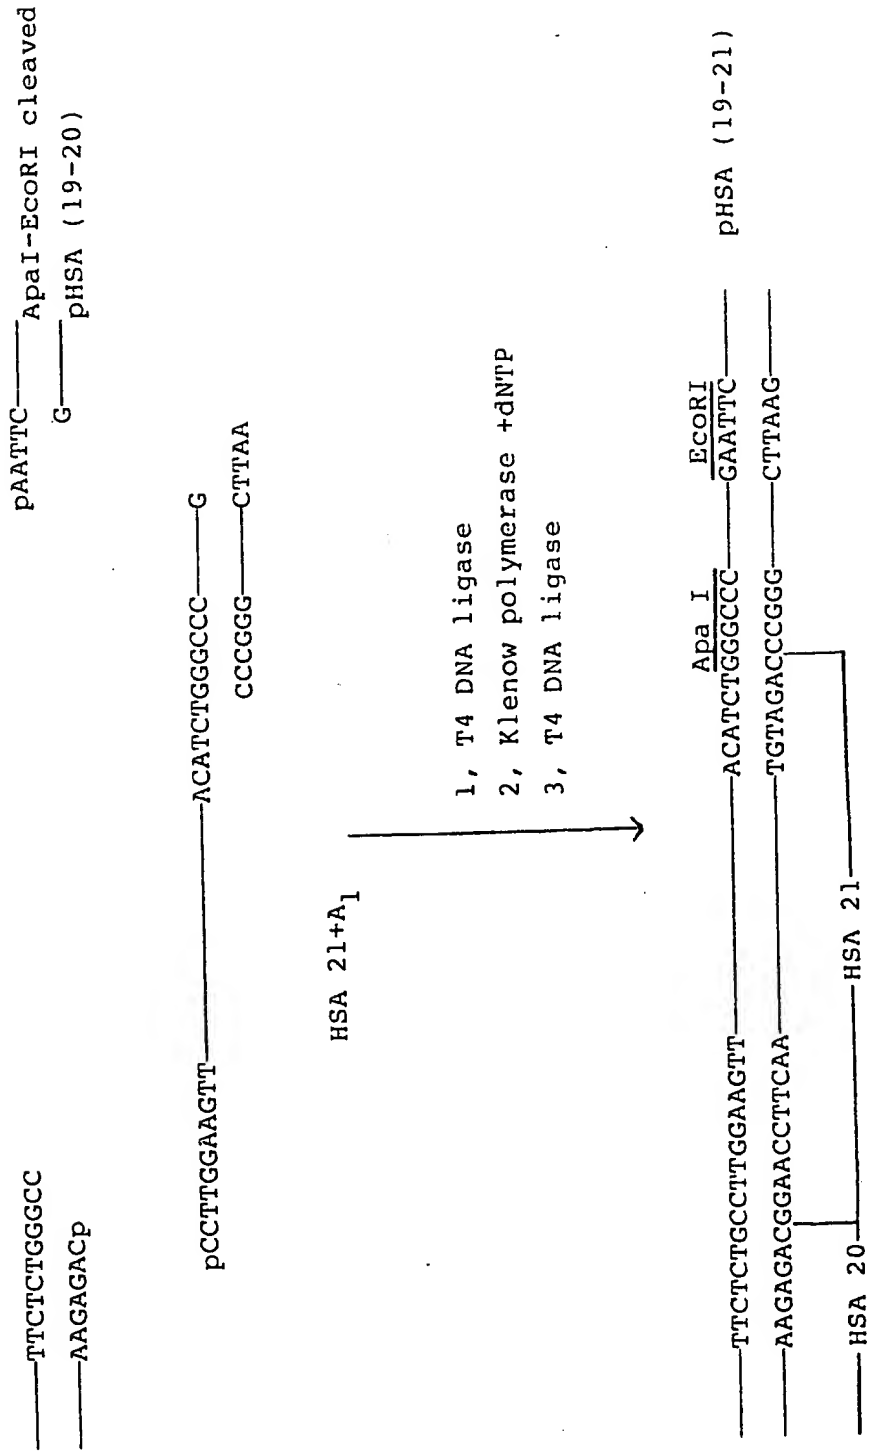 pAATTC——ApaI-EcoRI cleaved
G——pHSA (19-20)
——TTCTCTGGGCC
——AAGAGACp
pCCTTGGAAGTT——ACATCTGGGCCC——G
CCCGGG——CTTAA
HSA 21+A1
1, T4 DNA ligase
2, Klenow polymerase +dNTP
3, T4 DNA ligase
Apa I EcoRI
——TTCTCTGCCTTGGAAGTT——ACATCTGGGCCC——GAATTC—— pHSA (19-21)
——AAGAGACGGAACCTTCAA——TGTAGACCCGGG——CTTAAG——
——HSA 20——HSA 21——